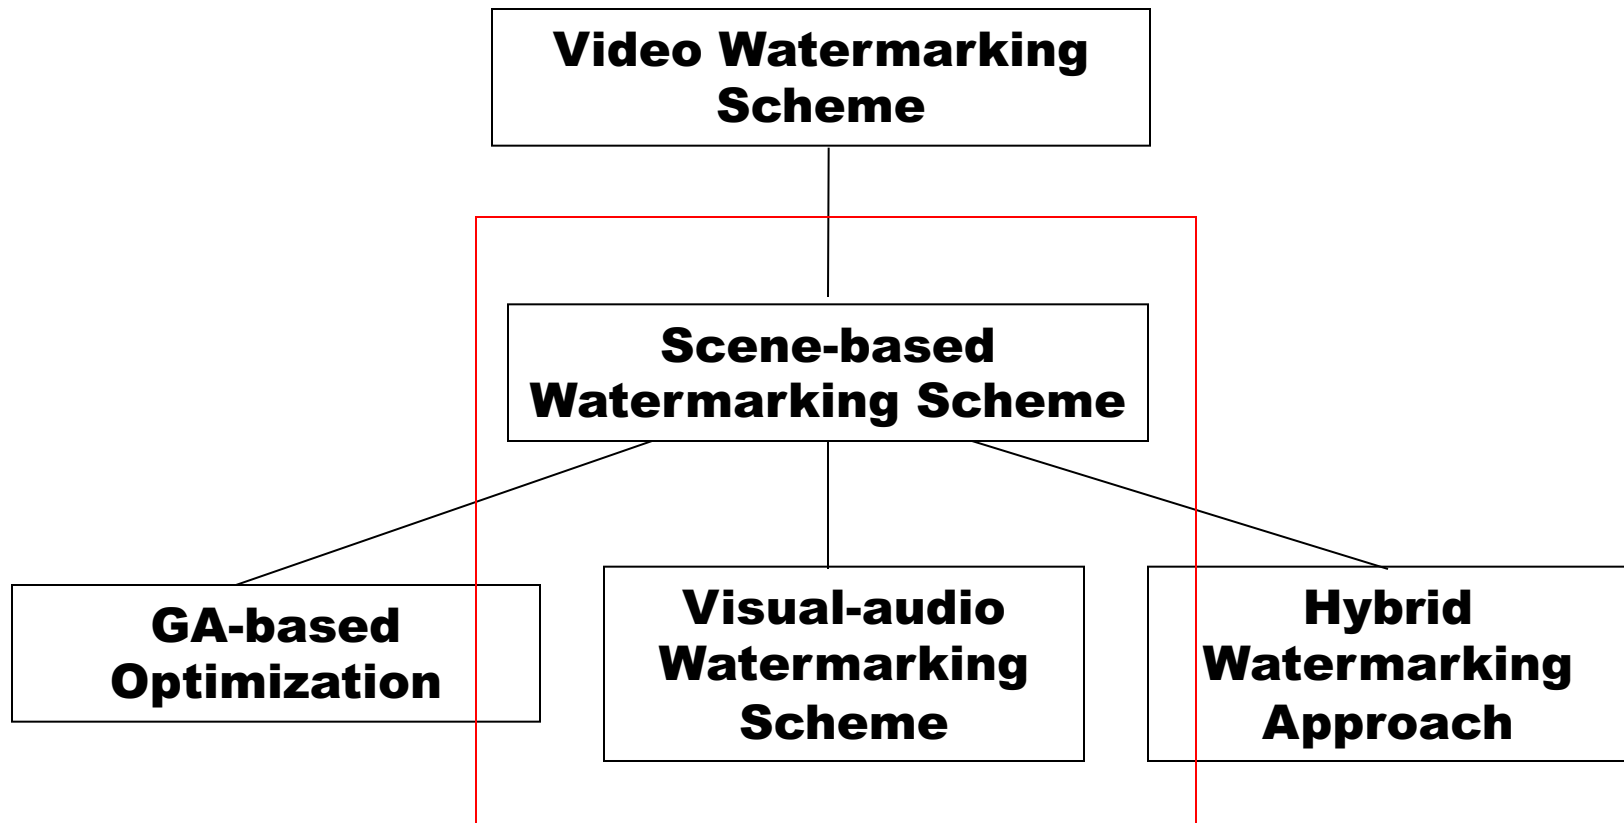 Video Watermarking
Scheme
Scene-based
Watermarking Scheme
GA-based
Optimization
Visual-audio
Watermarking
Scheme
Hybrid
Watermarking
Approach